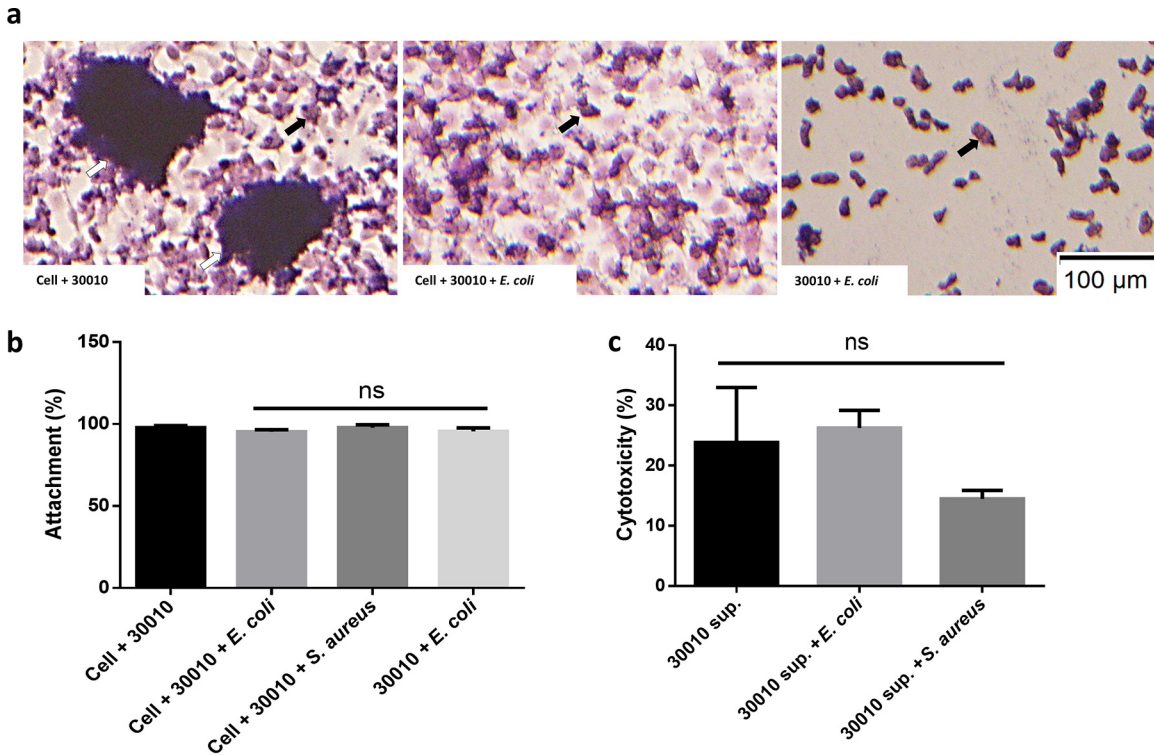 a
Cell + 30010
Cell + 30010 + E. coli
30010 + E. coli
100 µm
b
Attachment (%)
150
100
50
0
ns
Cell + 30010
Cell + 30010 + E. coli
Cell + 30010 + S. aureus
30010 + E. coli
c
Cytotoxicity (%)
40
30
20
10
0
ns
30010 sup.
30010 sup. +E. coli
30010 sup. +S. aureus